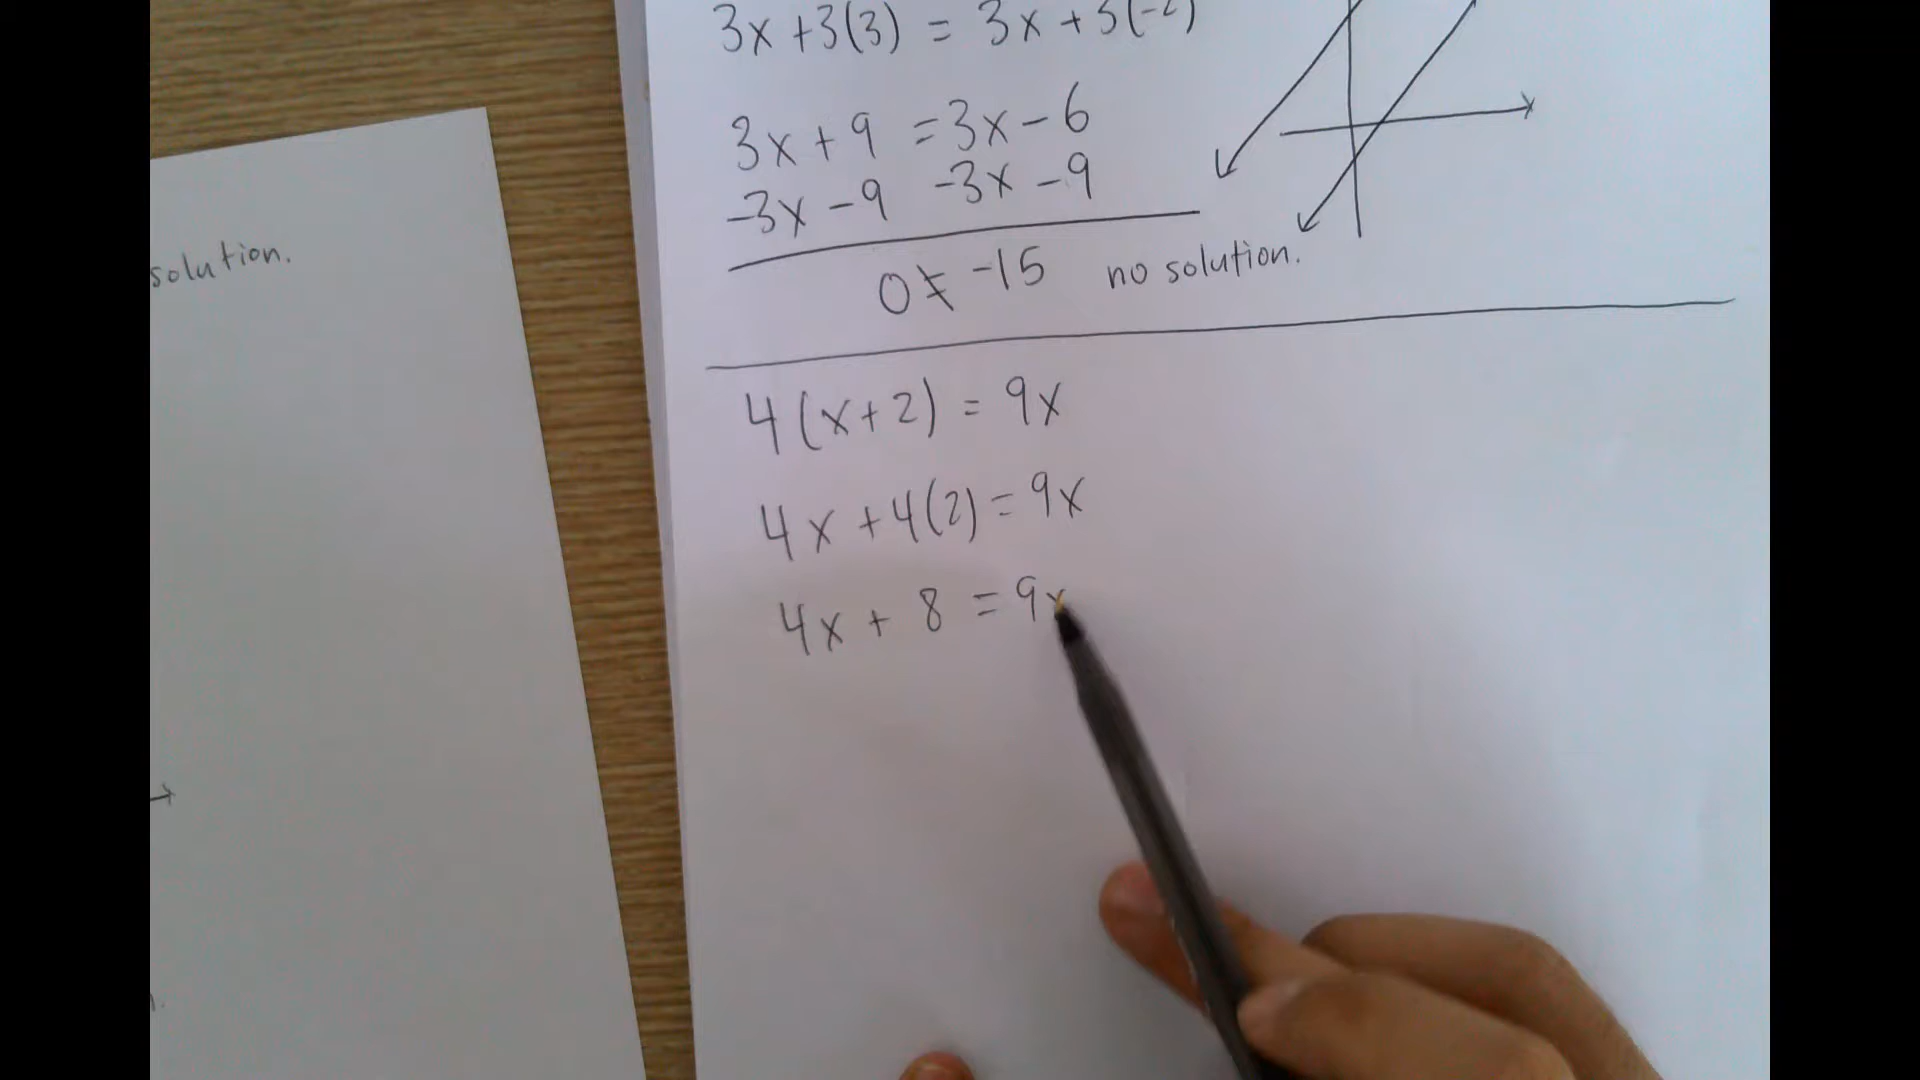 3x +3(3) = 3x + 3(-2)
3x + 9 = 3x - 6
-3x - 9 -3x - 9
0 ≠ -15 no solution.
solution.
4(x+2) = 9x
4x + 4(2) = 9x
4x + 8 = 9x